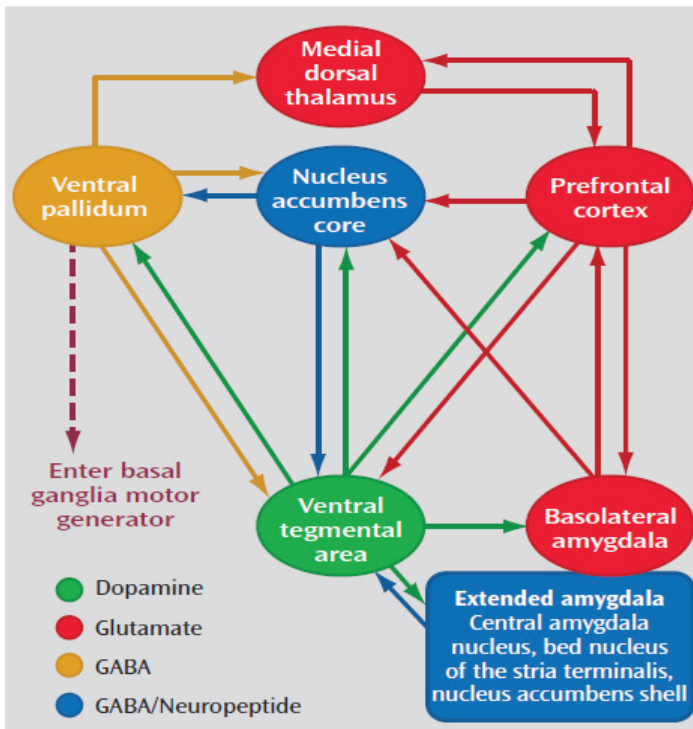 Medial
dorsal
thalamus
Ventral
pallidum
Nucleus
accumbens
core
Prefrontal
cortex
Enter basal
ganglia motor
generator
Ventral
tegmental
area
Basolateral
amygdala
Extended amygdala
Central amygdala
nucleus, bed nucleus
of the stria terminalis,
nucleus accumbens shell
Dopamine
Glutamate
GABA
GABA/Neuropeptide